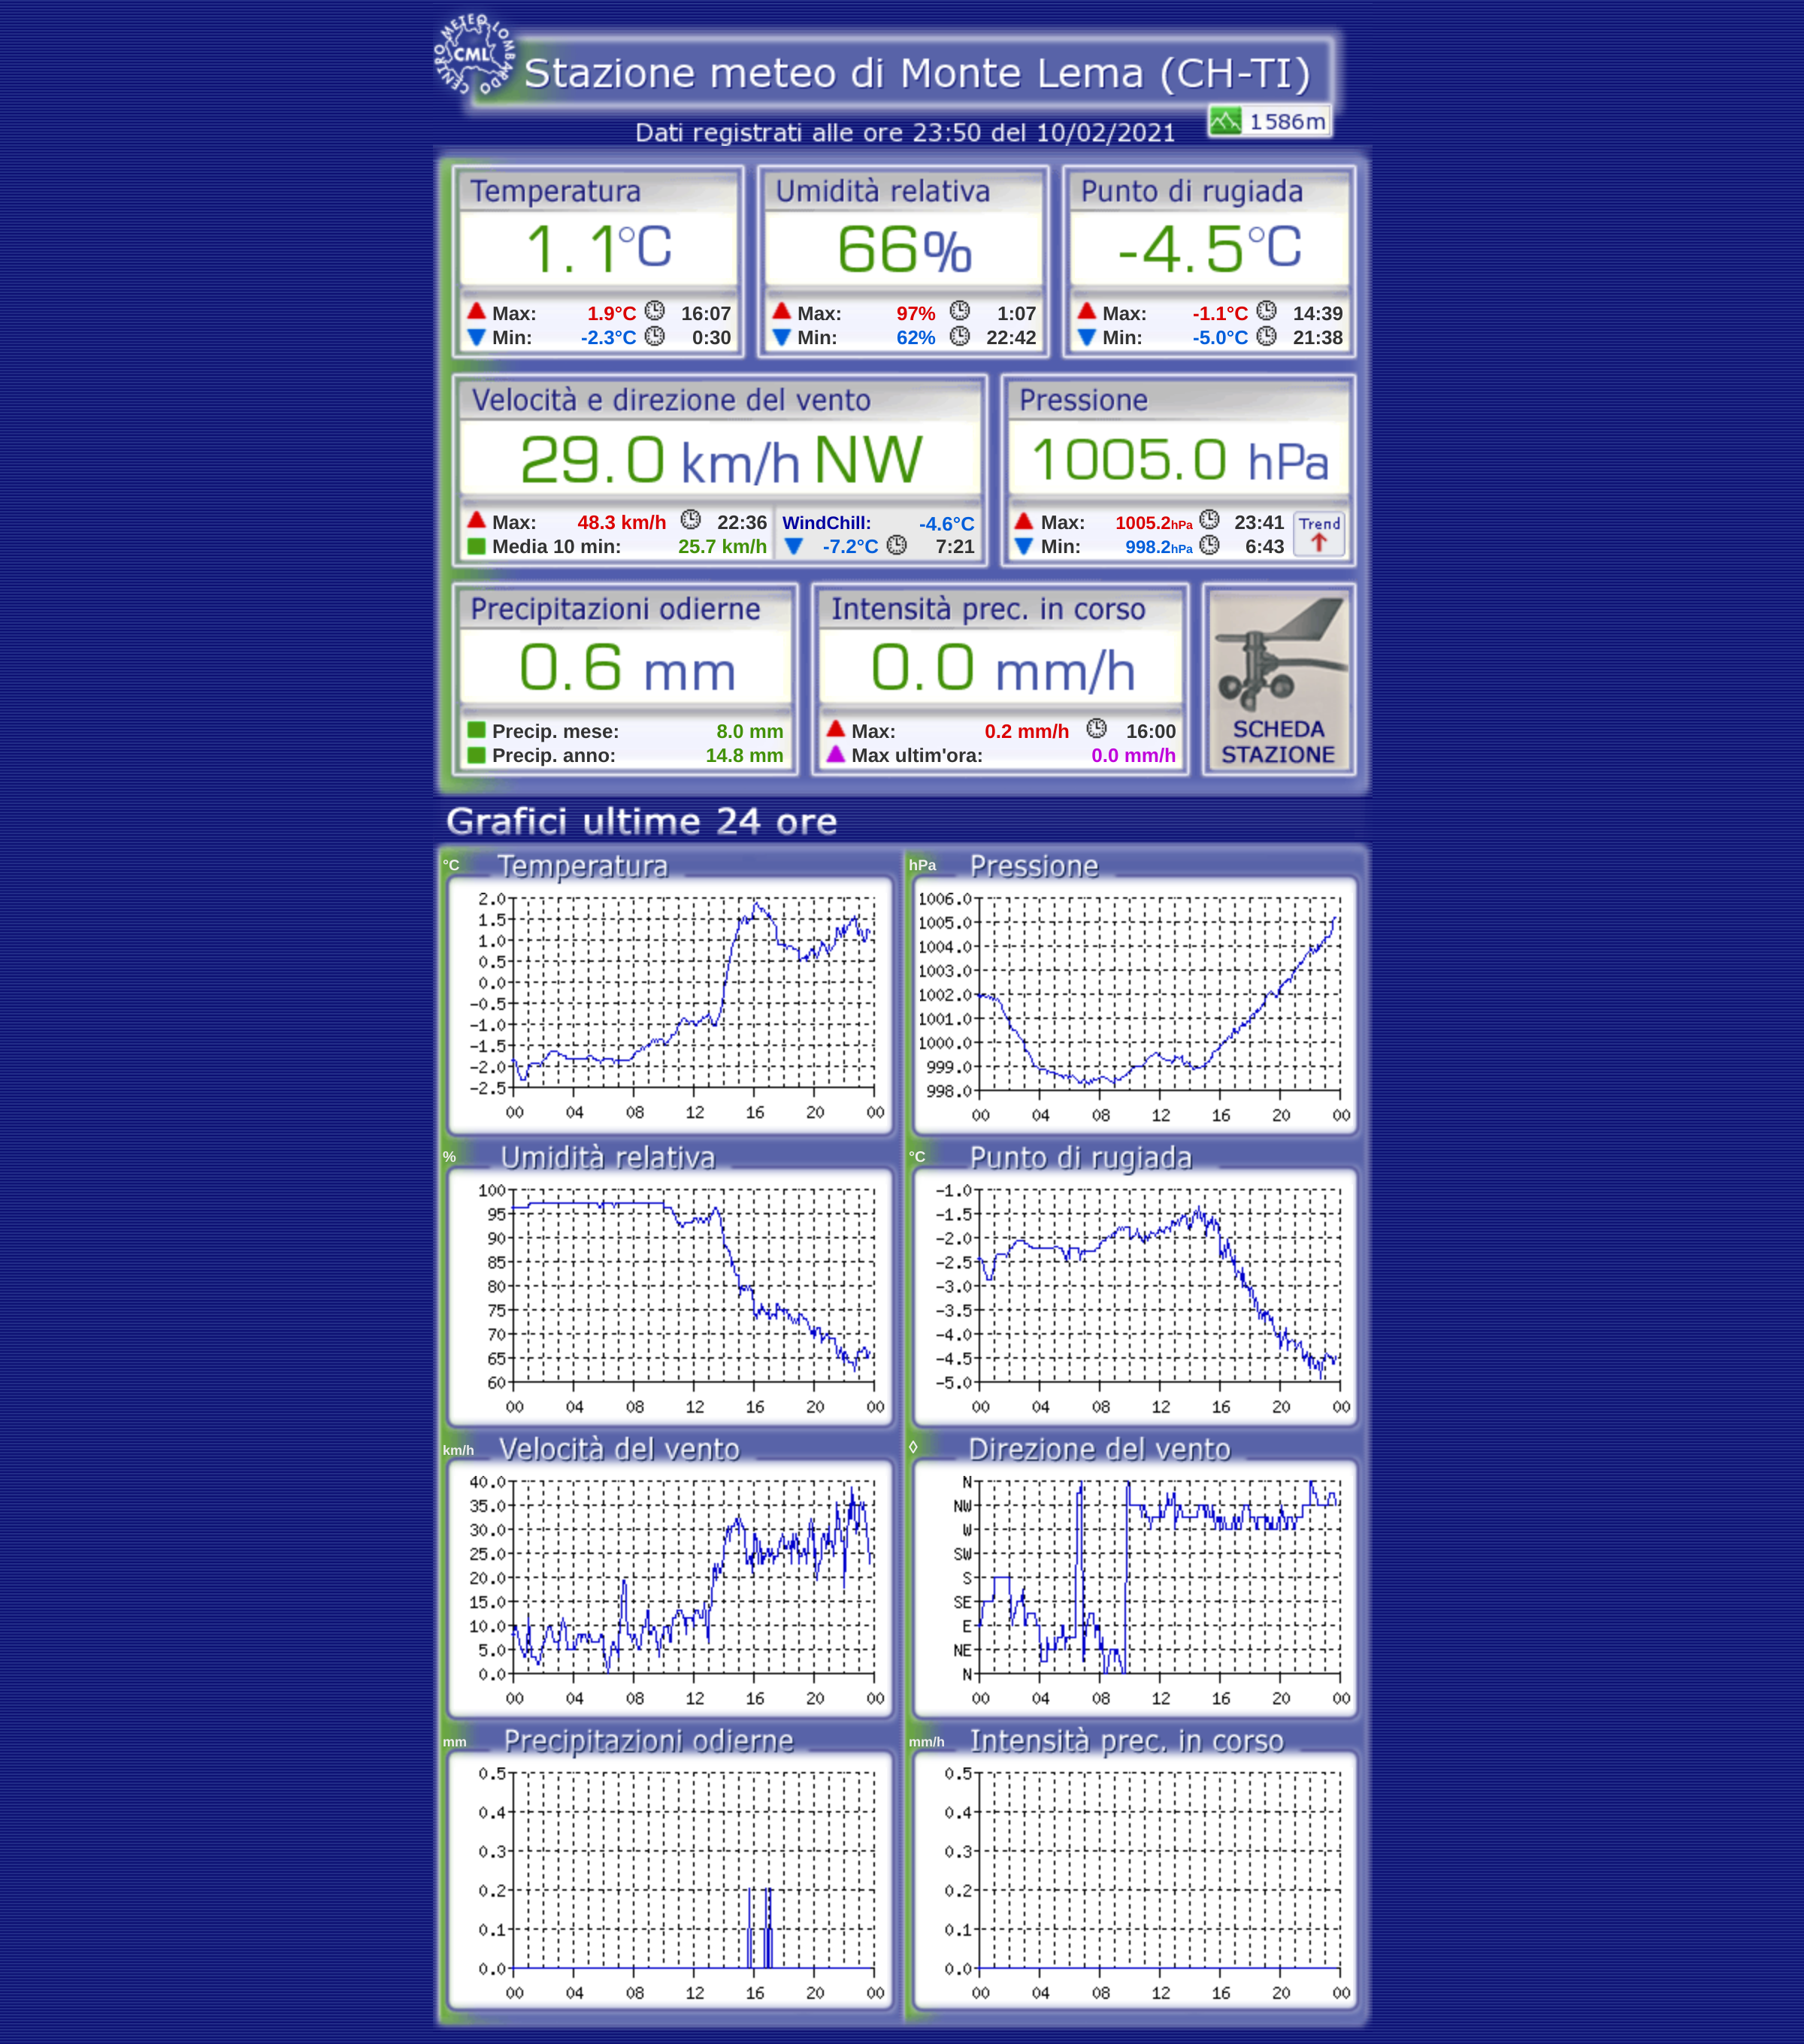 CENTRO METEO LOMBARDO
CML
Stazione meteo di Monte Lema (CH-TI)
1586m
Dati registrati alle ore 23:50 del 10/02/2021
Temperatura
1.1°C
Max: 1.9°C 16:07
Min: -2.3°C 0:30
Umidità relativa
66%
Max: 97% 1:07
Min: 62% 22:42
Punto di rugiada
-4.5°C
Max: -1.1°C 14:39
Min: -5.0°C 21:38
Velocità e direzione del vento
29.0 km/h NW
Max: 48.3 km/h 22:36
Media 10 min: 25.7 km/h
WindChill: -4.6°C
-7.2°C 7:21
Pressione
1005.0 hPa
Max: 1005.2hPa 23:41
Min: 998.2hPa 6:43
Trend
Precipitazioni odierne
0.6 mm
Precip. mese: 8.0 mm
Precip. anno: 14.8 mm
Intensità prec. in corso
0.0 mm/h
Max: 0.2 mm/h 16:00
Max ultim'ora: 0.0 mm/h
SCHEDA
STAZIONE
Grafici ultime 24 ore
°C Temperatura
2.0
1.5
1.0
0.5
0.0
-0.5
-1.0
-1.5
-2.0
-2.5
00 04 08 12 16 20 00
hPa Pressione
1006.0
1005.0
1004.0
1003.0
1002.0
1001.0
1000.0
999.0
998.0
00 04 08 12 16 20 00
% Umidità relativa
100
95
90
85
80
75
70
65
60
00 04 08 12 16 20 00
°C Punto di rugiada
-1.0
-1.5
-2.0
-2.5
-3.0
-3.5
-4.0
-4.5
-5.0
00 04 08 12 16 20 00
km/h Velocità del vento
40.0
35.0
30.0
25.0
20.0
15.0
10.0
5.0
0.0
00 04 08 12 16 20 00
◊ Direzione del vento
N
NW
W
SW
S
SE
E
NE
N
00 04 08 12 16 20 00
mm Precipitazioni odierne
0.5
0.4
0.3
0.2
0.1
0.0
00 04 08 12 16 20 00
mm/h Intensità prec. in corso
0.5
0.4
0.3
0.2
0.1
0.0
00 04 08 12 16 20 00